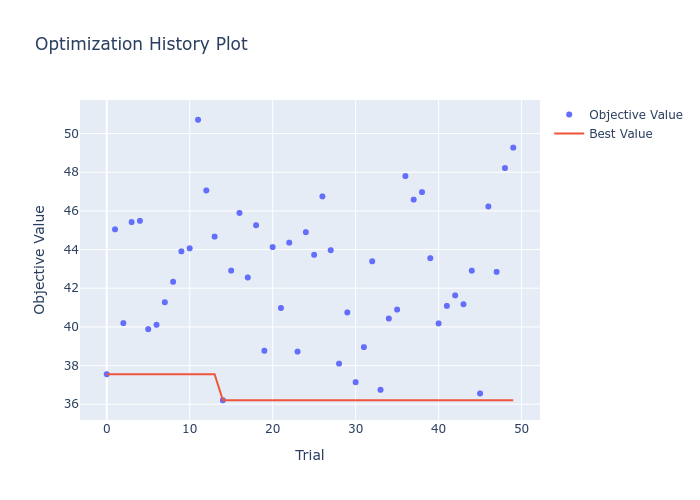 Optimization History Plot
Objective Value
Best Value
50
48
46
44
42
40
38
36
Objective Value
0 10 20 30 40 50
Trial